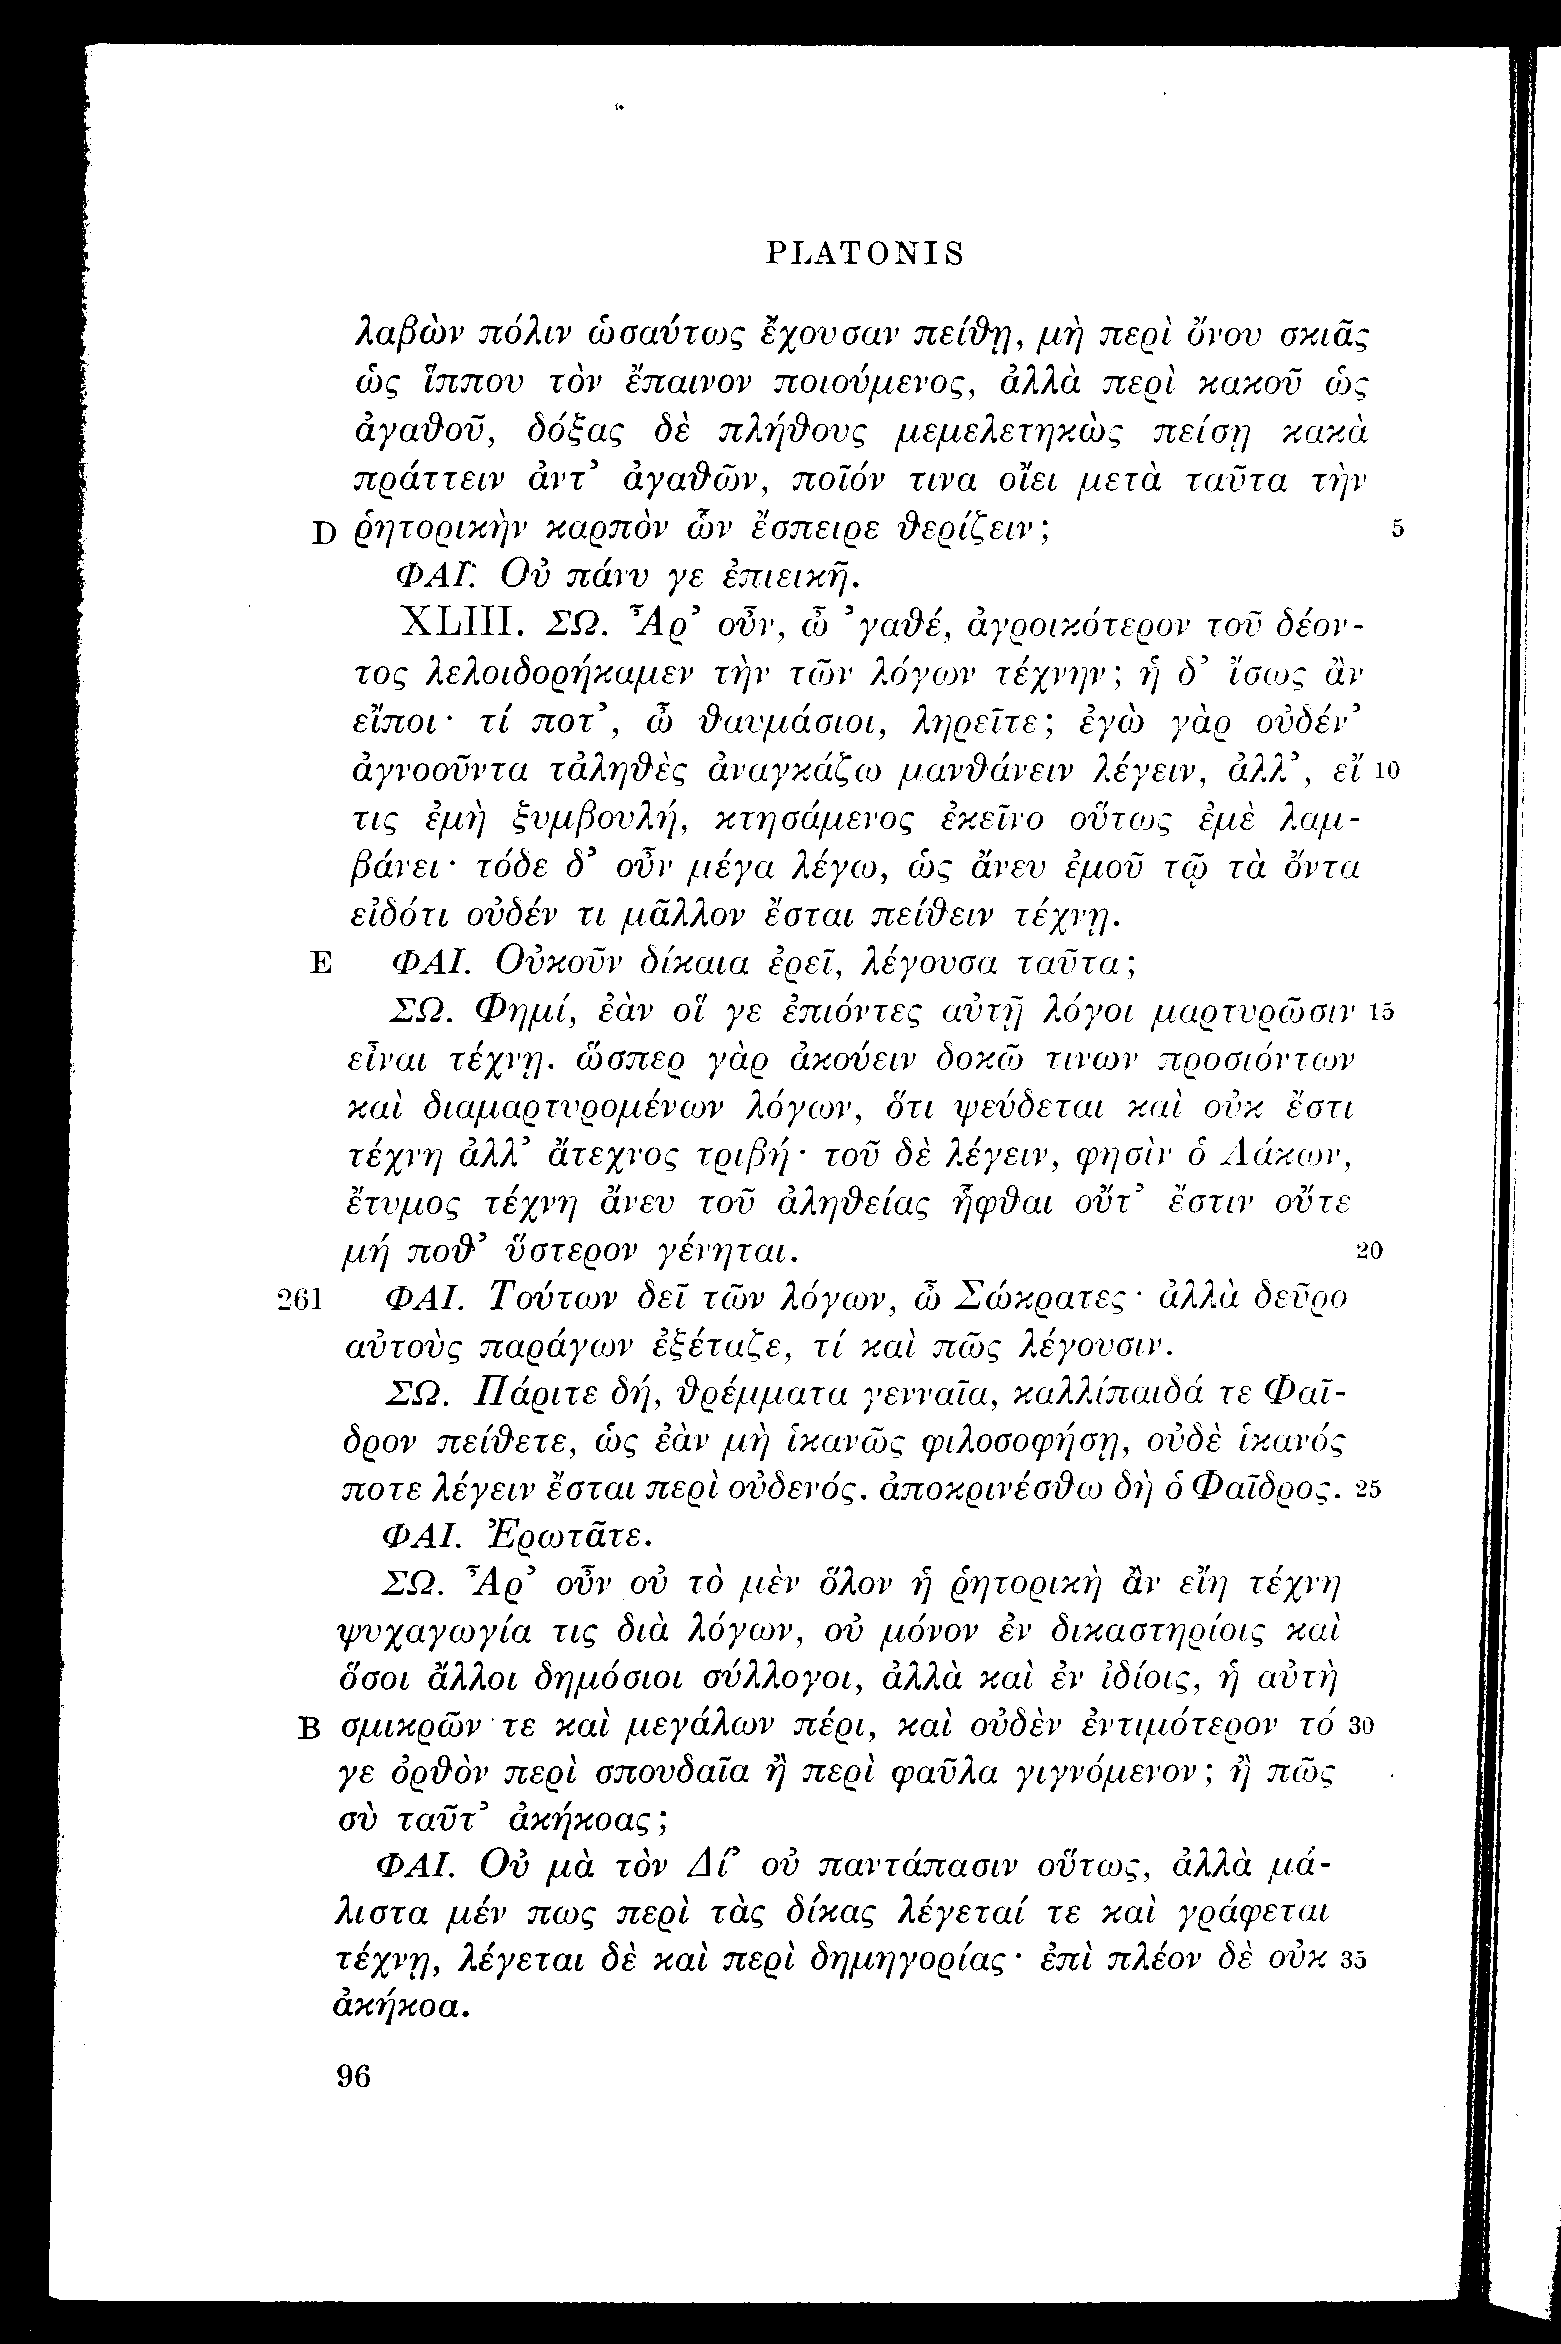 PLATONIS
λαβὼν πόλιν ὡσαύτως ἔχουσαν πείθῃ, μὴ περὶ ὄνου σκιᾶς
ὡς ἵππου τὸν ἔπαινον ποιούμενος, ἀλλὰ περὶ κακοῦ ὡς
ἀγαθοῦ, δόξας δὲ πλήθους μεμελετηκὼς πείσῃ κακὰ
πράττειν ἀντ᾽ ἀγαθῶν, ποῖόν τινα οἴει μετὰ ταῦτα τὴν
D ῥητορικὴν καρπὸν ὧν ἔσπειρε θερίζειν; 5
ΦΑΙ. Οὐ πάνυ γε ἐπιεικῆ.
XLIII. ΣΩ. Ἆρ᾽ οὖν, ὦ ᾽γαθέ, ἀγροικότερον τοῦ δέον-
τος λελοιδορήκαμεν τὴν τῶν λόγων τέχνην; ἡ δ᾽ ἴσως ἂν
εἴποι· τί ποτ᾽, ὦ θαυμάσιοι, ληρεῖτε; ἐγὼ γὰρ οὐδέν᾽
ἀγνοοῦντα τἀληθὲς ἀναγκάζω μανθάνειν λέγειν, ἀλλ᾽, εἴ 10
τις ἐμὴ ξυμβουλή, κτησάμενος ἐκεῖνο οὕτως ἐμὲ λαμ-
βάνει· τόδε δ᾽ οὖν μέγα λέγω, ὡς ἄνευ ἐμοῦ τῷ τὰ ὄντα
εἰδότι οὐδέν τι μᾶλλον ἔσται πείθειν τέχνῃ.
E ΦΑΙ. Οὐκοῦν δίκαια ἐρεῖ, λέγουσα ταῦτα;
ΣΩ. Φημί, ἐὰν οἵ γε ἐπιόντες αὐτῇ λόγοι μαρτυρῶσιν 15
εἶναι τέχνῃ. ὥσπερ γὰρ ἀκούειν δοκῶ τινων προσιόντων
καὶ διαμαρτυρομένων λόγων, ὅτι ψεύδεται καὶ οὐκ ἔστι
τέχνη ἀλλ᾽ ἄτεχνος τριβή· τοῦ δὲ λέγειν, φησὶν ὁ Λάκων,
ἔτυμος τέχνη ἄνευ τοῦ ἀληθείας ἧφθαι οὔτ᾽ ἔστιν οὔτε
μή ποθ᾽ ὕστερον γένηται. 20
261 ΦΑΙ. Τούτων δεῖ τῶν λόγων, ὦ Σώκρατες· ἀλλὰ δεῦρο
αὐτοὺς παράγων ἐξέταζε, τί καὶ πῶς λέγουσιν.
ΣΩ. Πάριτε δή, θρέμματα γενναῖα, καλλίπαιδά τε Φαῖ-
δρον πείθετε, ὡς ἐὰν μὴ ἱκανῶς φιλοσοφήσῃ, οὐδὲ ἱκανός
ποτε λέγειν ἔσται περὶ οὐδενός. ἀποκρινέσθω δὴ ὁ Φαῖδρος. 25
ΦΑΙ. Ἐρωτᾶτε.
ΣΩ. Ἆρ᾽ οὖν οὐ τὸ μὲν ὅλον ἡ ῥητορικὴ ἂν εἴη τέχνη
ψυχαγωγία τις διὰ λόγων, οὐ μόνον ἐν δικαστηρίοις καὶ
ὅσοι ἄλλοι δημόσιοι σύλλογοι, ἀλλὰ καὶ ἐν ἰδίοις, ἡ αὐτὴ
B σμικρῶν τε καὶ μεγάλων πέρι, καὶ οὐδὲν ἐντιμότερον τό 30
γε ὀρθὸν περὶ σπουδαῖα ἢ περὶ φαῦλα γιγνόμενον; ἢ πῶς
σὺ ταῦτ᾽ ἀκήκοας;
ΦΑΙ. Οὐ μὰ τὸν Δί᾽ οὐ παντάπασιν οὕτως, ἀλλὰ μά-
λιστα μέν πως περὶ τὰς δίκας λέγεταί τε καὶ γράφεται
τέχνῃ, λέγεται δὲ καὶ περὶ δημηγορίας· ἐπὶ πλέον δὲ οὐκ 35
ἀκήκοα.
96